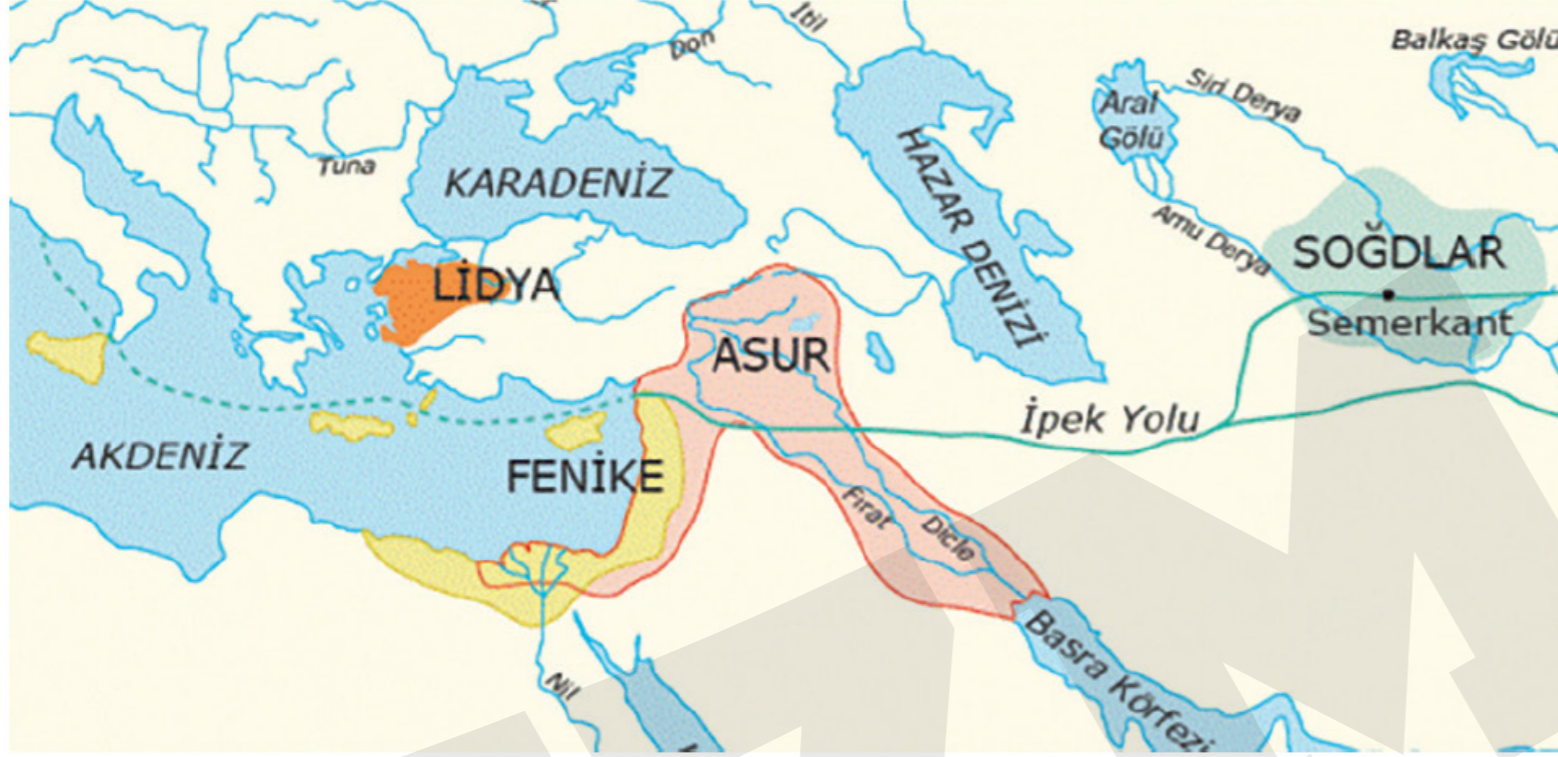 İtil
Don
Balkaş Gölü
Siri Derya
Aral
Gölü
Tuna
KARADENİZ
HAZAR DENİZİ
Amu Derya
SOĞDLAR
LİDYA
Semerkant
ASUR
İpek Yolu
AKDENİZ
FENİKE
Fırat
Dicle
Basra Körfezi
Nil